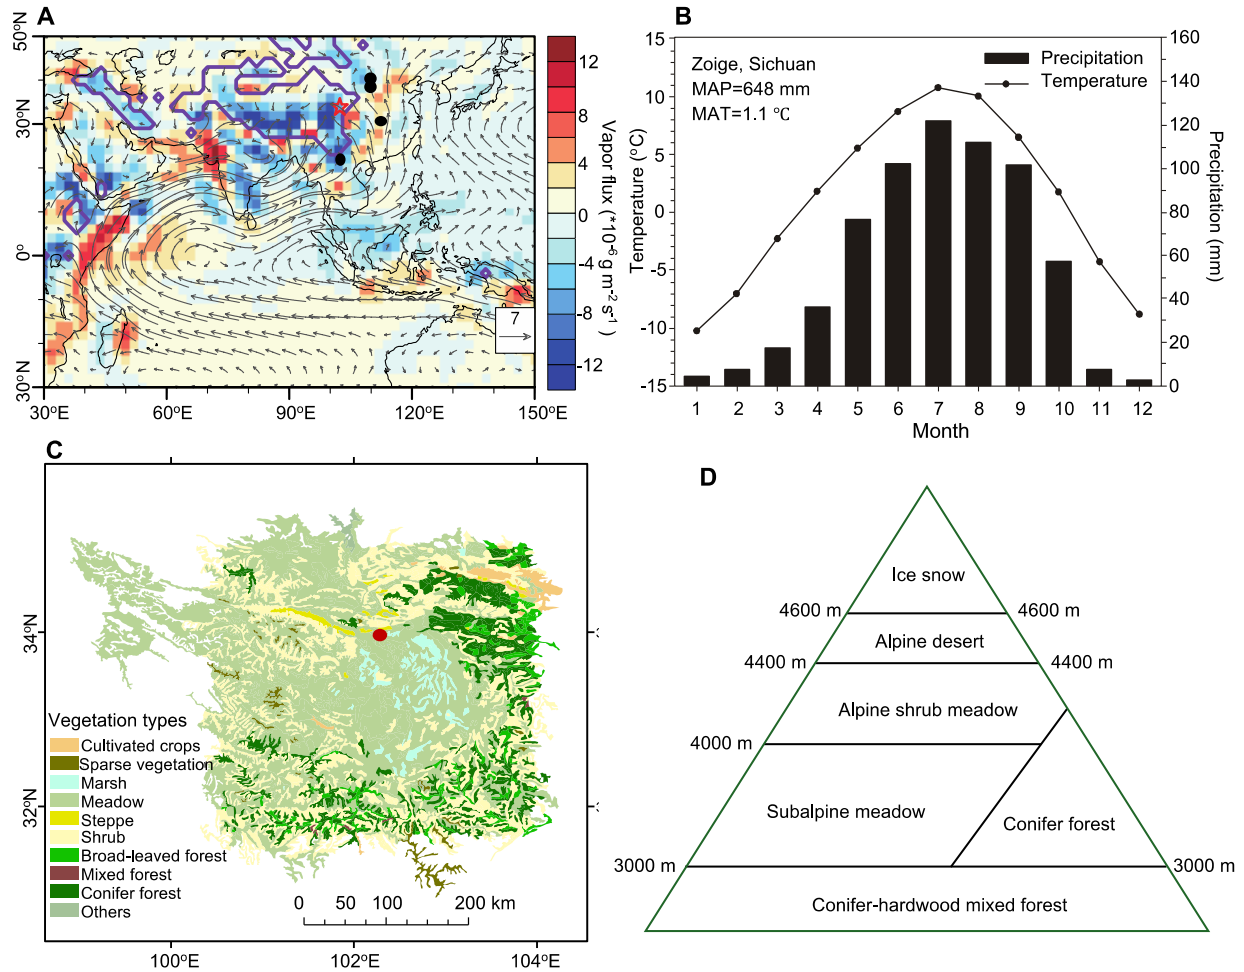 A
50°N
30°N
0°
30°N
30°E
60°E
90°E
120°E
150°E
7
12
8
4
0
-4
-8
-12
Vapor flux (*10-6 g m-2 s-1)
B
Zoige, Sichuan
MAP=648 mm
MAT=1.1 ℃
Precipitation
Temperature
15
10
5
0
-5
-10
-15
Temperature (°C)
160
140
120
100
80
60
40
20
0
Precipitation (mm)
1 2 3 4 5 6 7 8 9 10 11 12
Month
C
34°N
32°N
100°E
102°E
104°E
Vegetation types
Cultivated crops
Sparse vegetation
Marsh
Meadow
Steppe
Shrub
Broad-leaved forest
Mixed forest
Conifer forest
Others
0 50 100 200 km
D
Ice snow
4600 m 4600 m
Alpine desert
4400 m 4400 m
Alpine shrub meadow
4000 m
Subalpine meadow
Conifer forest
3000 m 3000 m
Conifer-hardwood mixed forest